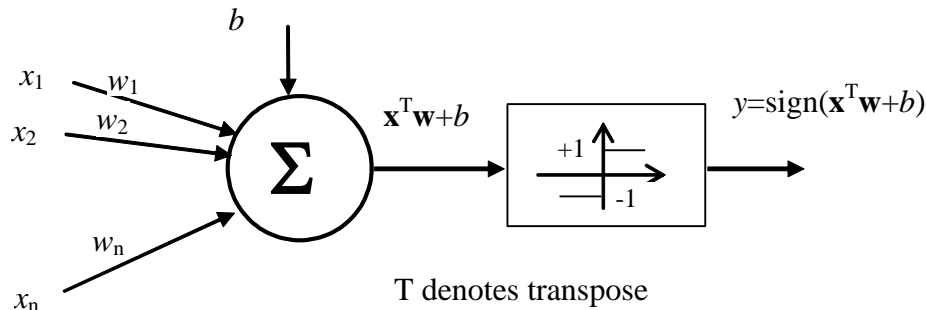 b
x₁
w₁
x₂
w₂
Σ
xᵀw+b
+1
-1
y=sign(xᵀw+b)
wₙ
xₙ
T denotes transpose